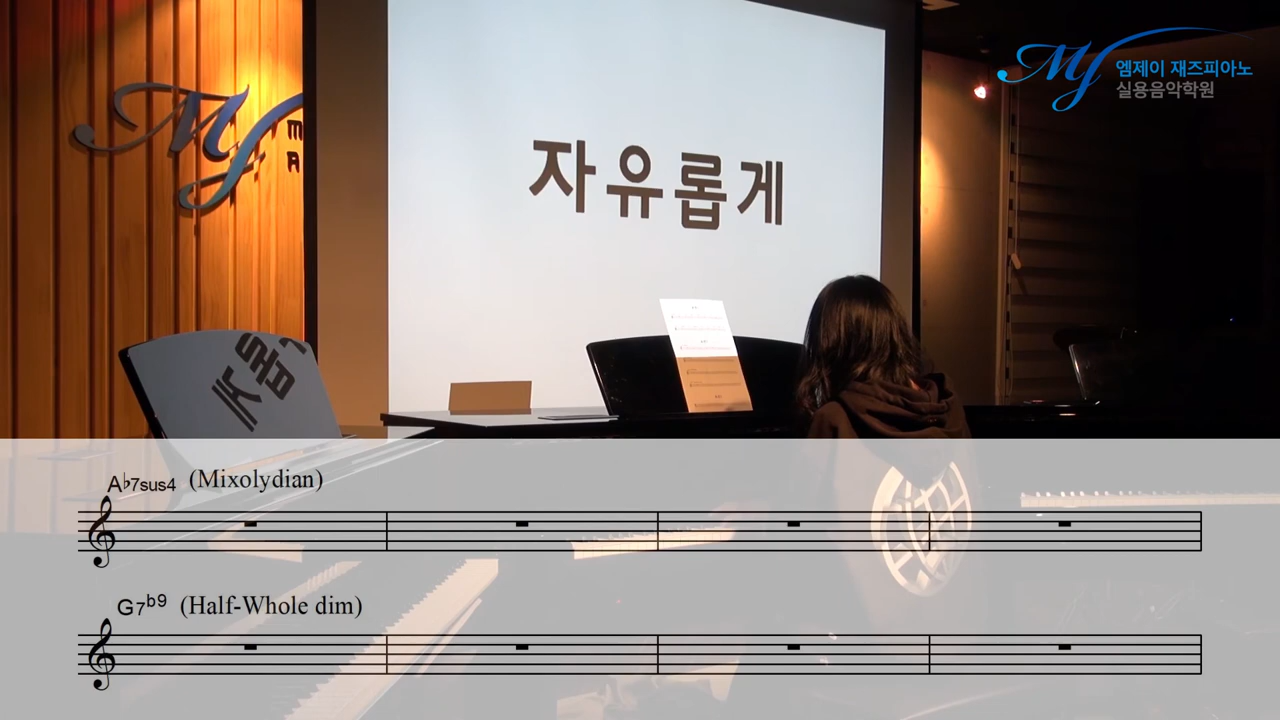 엠제이 재즈피아노
실용음악학원
자유롭게
A♭7sus4 (Mixolydian)
G7b9 (Half-Whole dim)